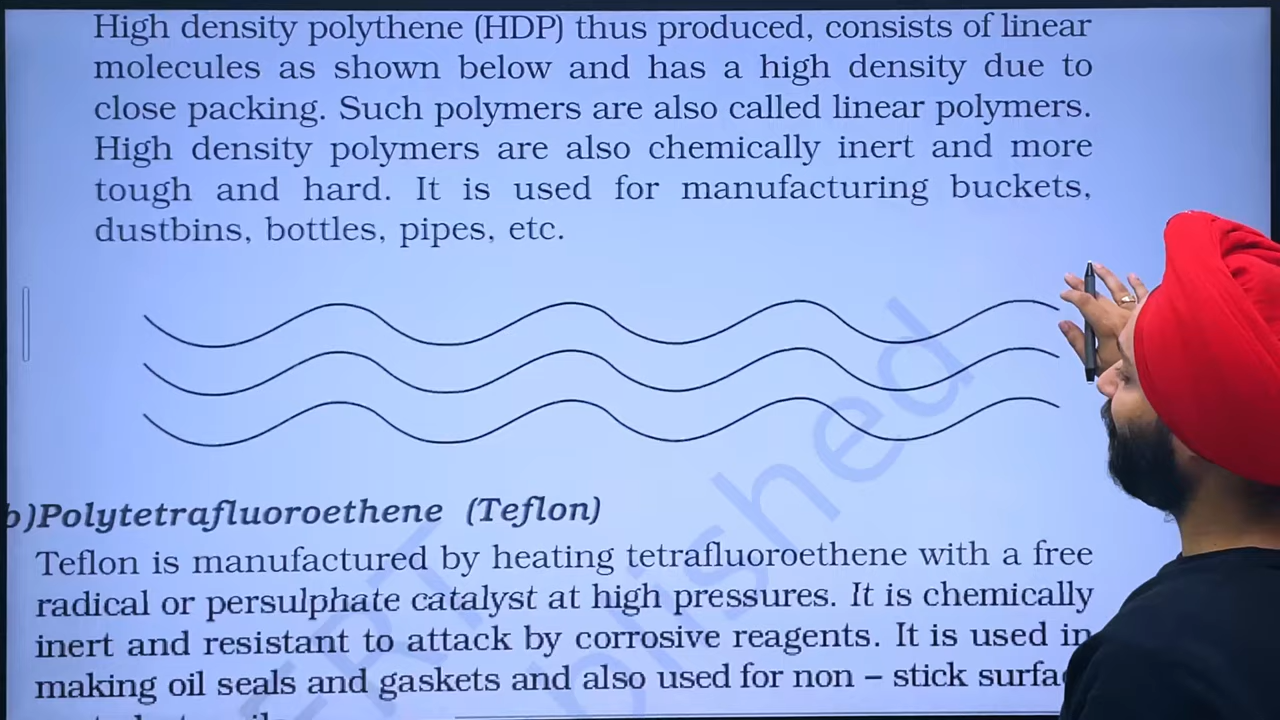 High density polythene (HDP) thus produced, consists of linear
molecules as shown below and has a high density due to
close packing. Such polymers are also called linear polymers.
High density polymers are also chemically inert and more
tough and hard. It is used for manufacturing buckets,
dustbins, bottles, pipes, etc.
b)Polytetrafluoroethene (Teflon)
Teflon is manufactured by heating tetrafluoroethene with a free
radical or persulphate catalyst at high pressures. It is chemically
inert and resistant to attack by corrosive reagents. It is used in
making oil seals and gaskets and also used for non – stick surfac